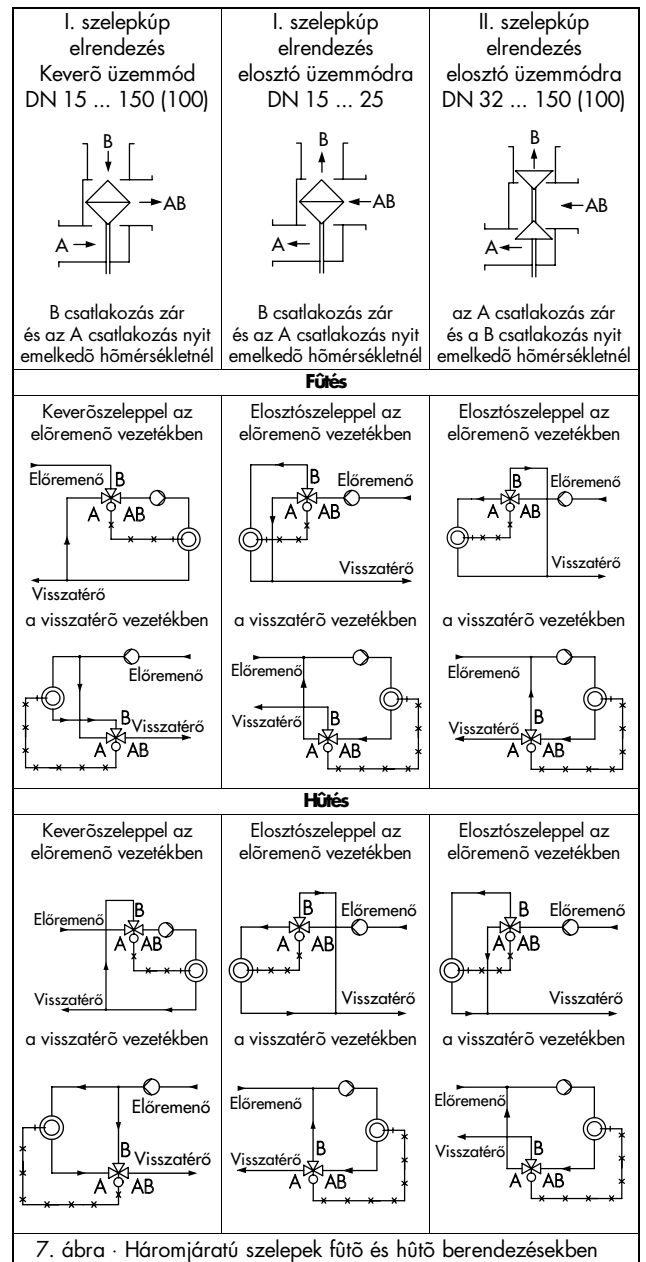 I. szelepkúp
elrendezés
Keverõ üzemmód
DN 15 ... 150 (100)
B
AB
A
B csatlakozás zár
és az A csatlakozás nyit
emelkedõ hõmérsékletnél
I. szelepkúp
elrendezés
elosztó üzemmódra
DN 15 ... 25
B
AB
A
B csatlakozás zár
és az A csatlakozás nyit
emelkedõ hõmérsékletnél
II. szelepkúp
elrendezés
elosztó üzemmódra
DN 32 ... 150 (100)
B
AB
A
az A csatlakozás zár
és a B csatlakozás nyit
emelkedõ hõmérsékletnél
Fûtés
Keverõszeleppel az
elõremenõ vezetékben
Előremenő
B
A AB
Visszatérő
a visszatérõ vezetékben
Előremenő
B
Visszatérő
A AB
Elosztószeleppel az
elõremenõ vezetékben
B
Előremenő
A AB
Visszatérő
a visszatérõ vezetékben
Előremenő
Visszatérő
B
A AB
Elosztószeleppel az
elõremenõ vezetékben
B
Előremenő
A AB
Visszatérő
a visszatérõ vezetékben
Előremenő
B
Visszatérő
A AB
Hûtés
Keverõszeleppel az
elõremenõ vezetékben
B
Előremenő
A AB
Visszatérő
a visszatérõ vezetékben
Előremenő
B
Visszatérő
A AB
Elosztószeleppel az
elõremenõ vezetékben
B
Előremenő
A AB
Visszatérő
a visszatérõ vezetékben
Előremenő
B
Visszatérő
A AB
Elosztószeleppel az
elõremenõ vezetékben
B
Előremenő
A AB
Visszatérő
a visszatérõ vezetékben
Előremenő
Visszatérő
B
A AB
7. ábra · Háromjáratú szelepek fûtõ és hûtõ berendezésekben